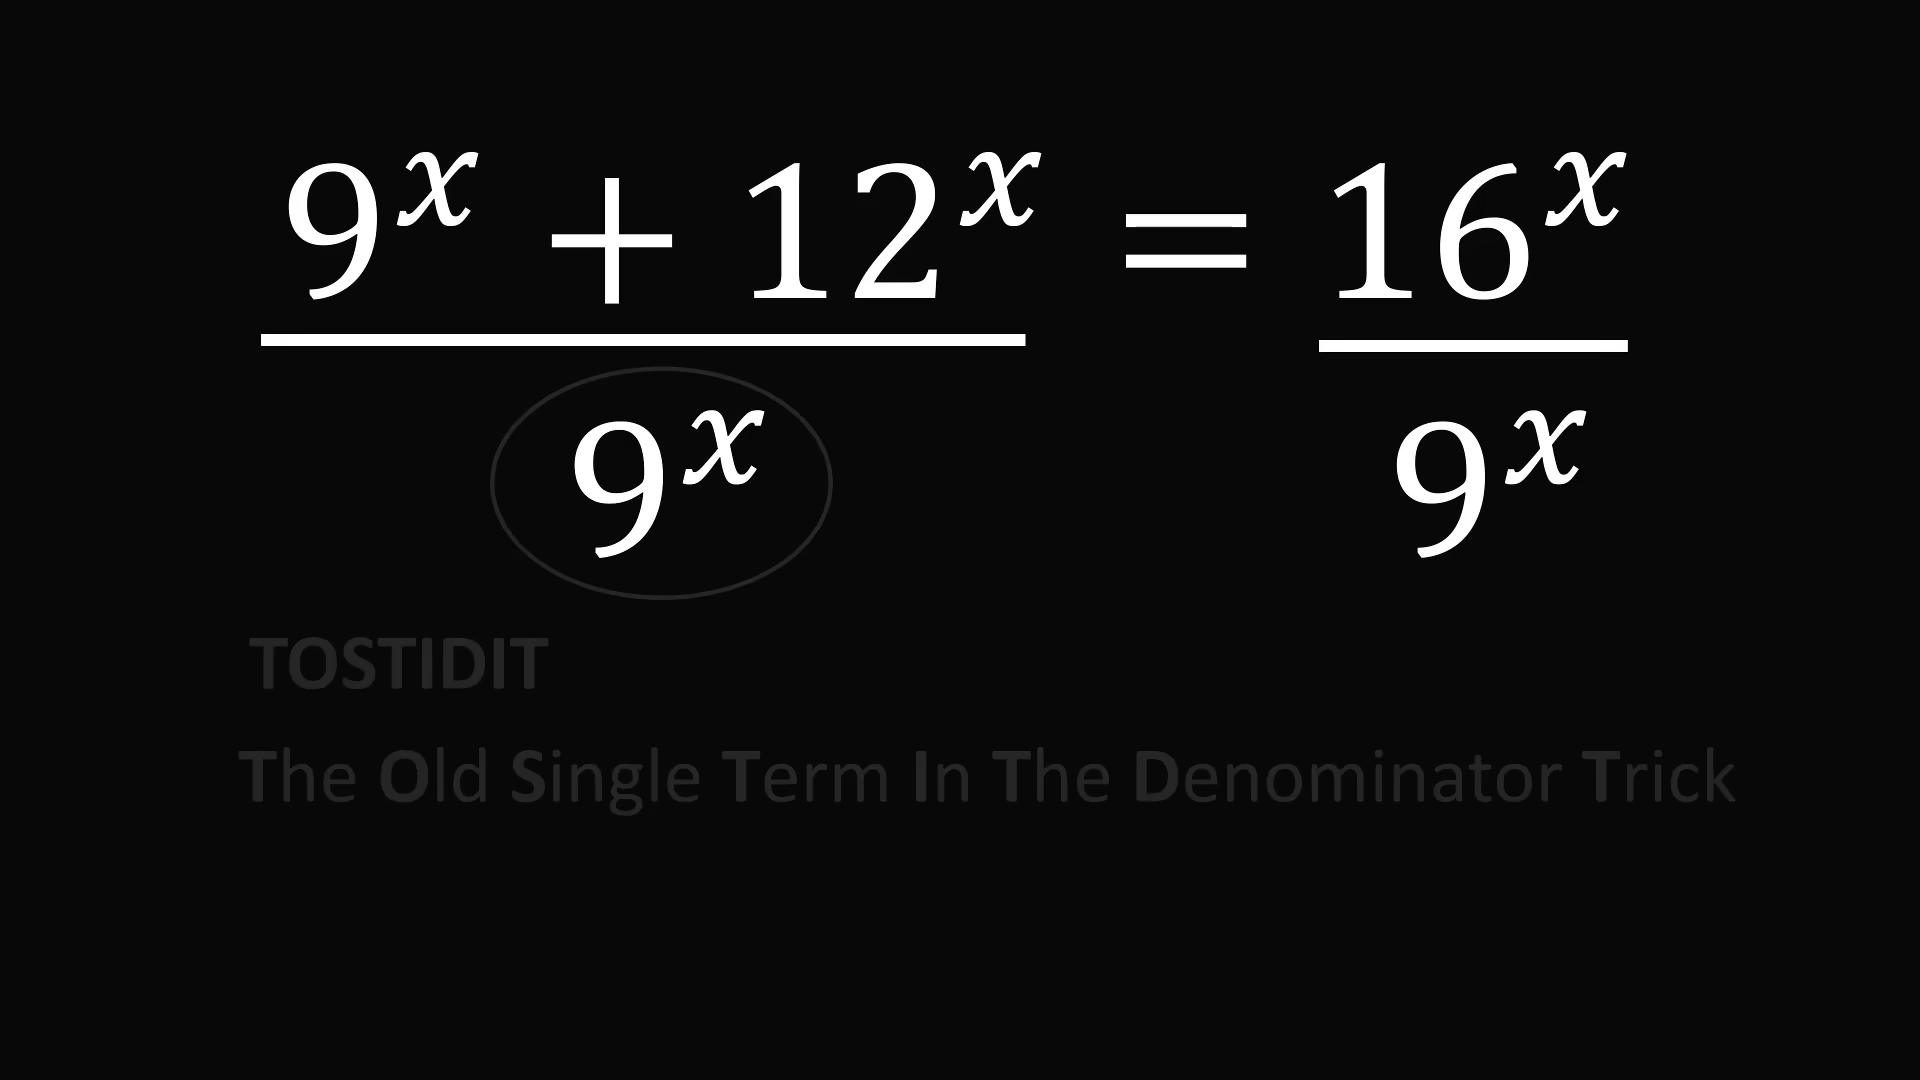 9^x + 12^x = 16^x
9^x 9^x
TOSTIDIT
The Old Single Term In The Denominator Trick